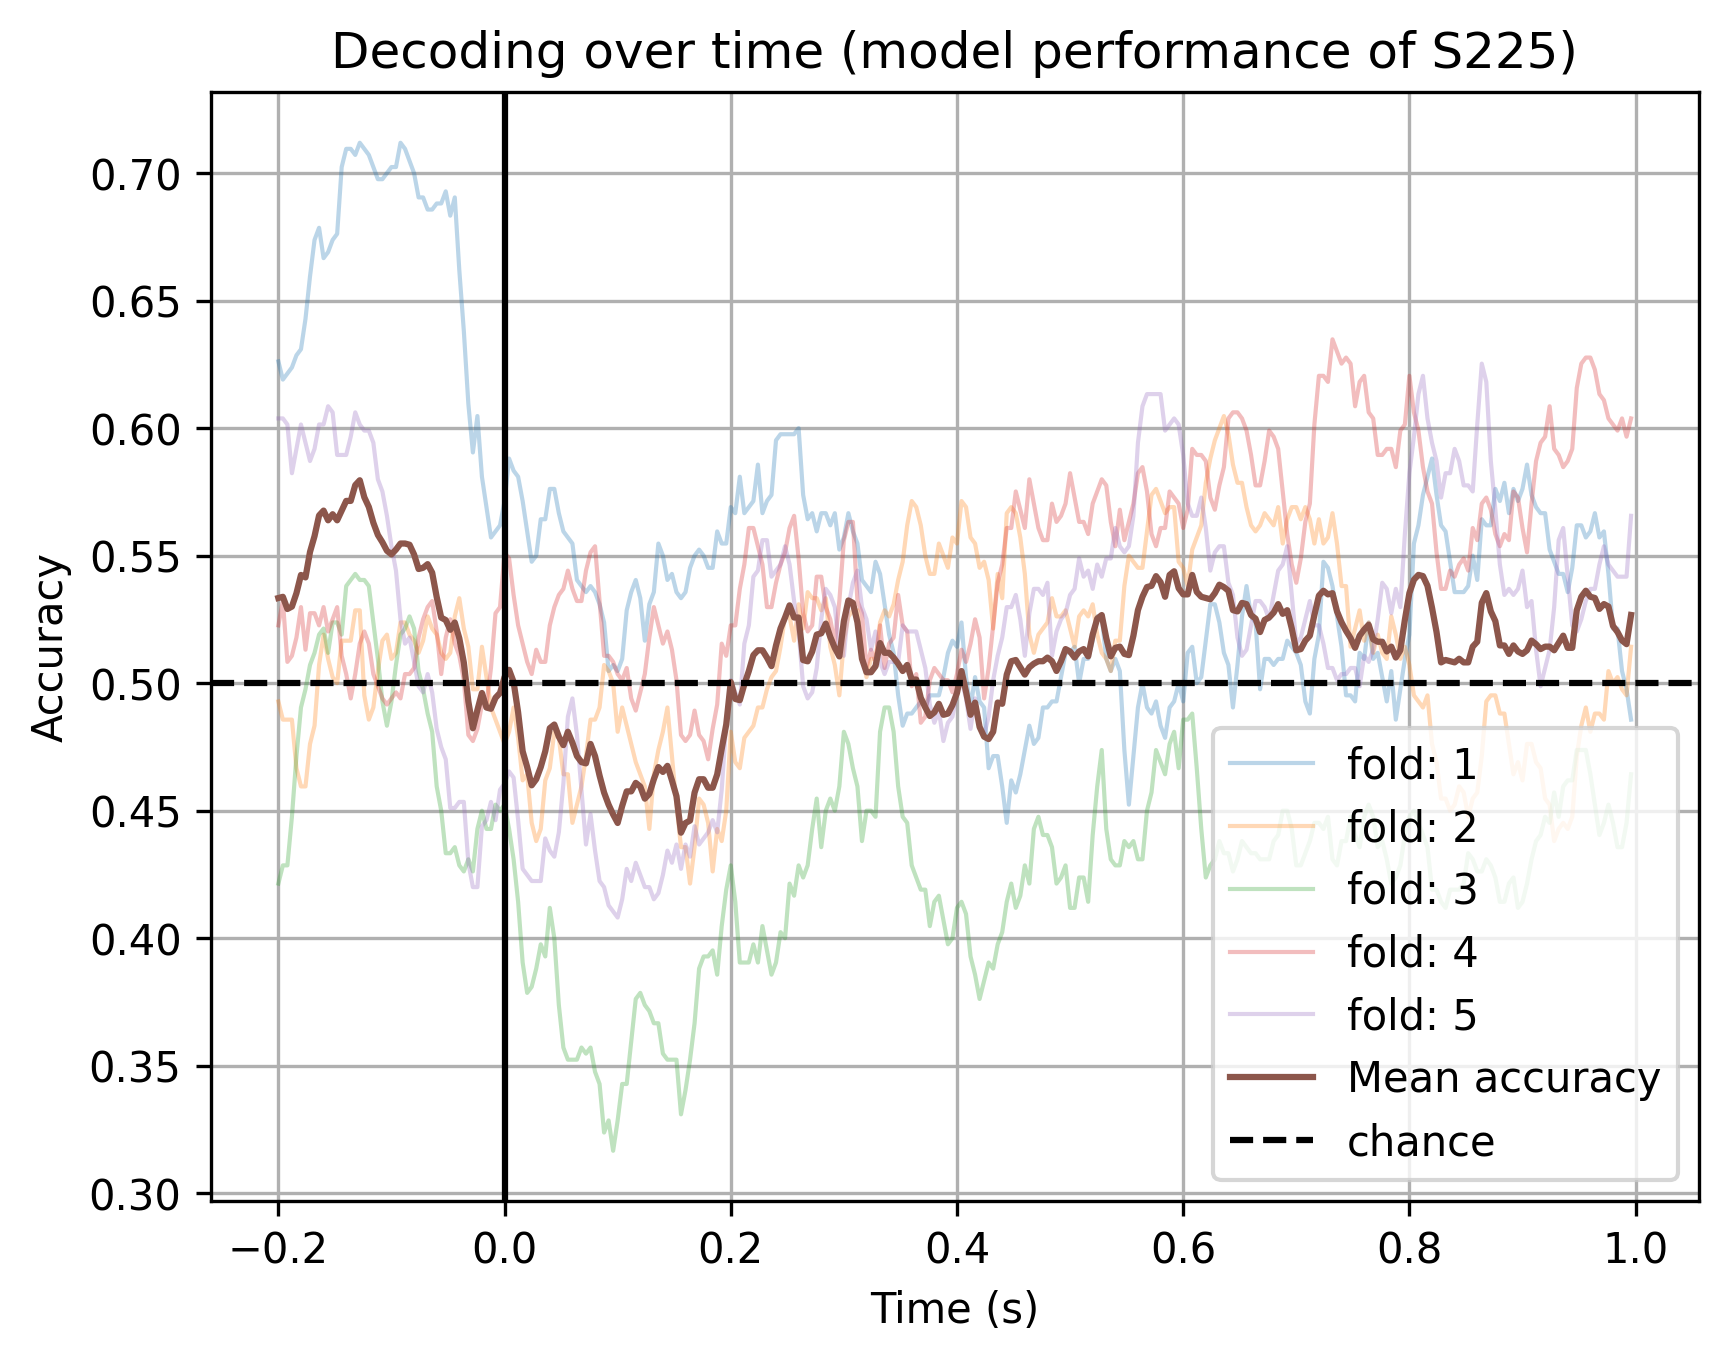 Decoding over time (model performance of S225)
Accuracy
0.70
0.65
0.60
0.55
0.50
0.45
0.40
0.35
0.30
−0.2
0.0
0.2
0.4
0.6
0.8
1.0
Time (s)
fold: 1
fold: 2
fold: 3
fold: 4
fold: 5
Mean accuracy
chance